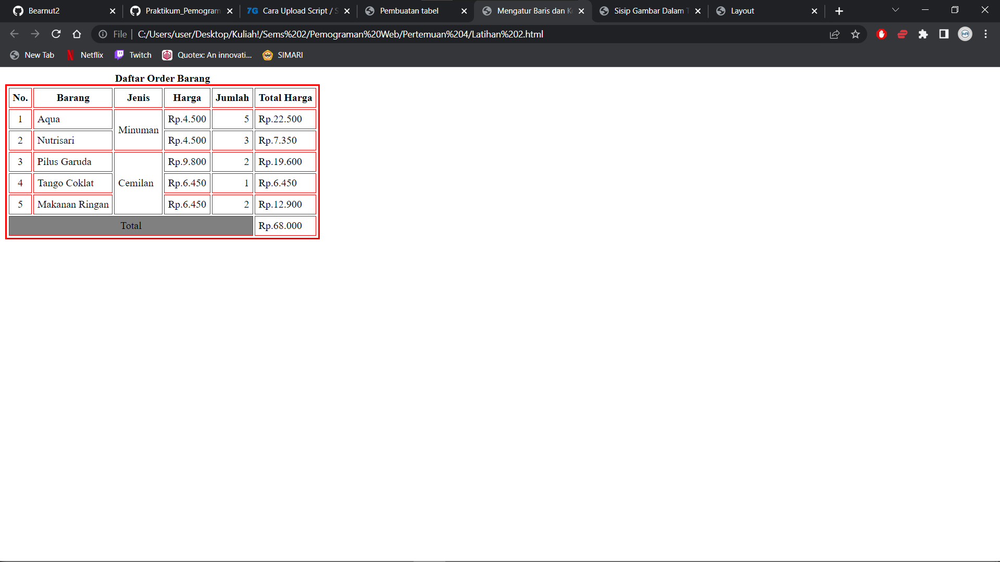 Bearnut2
Praktikum_Pemogram
Cara Upload Script / S
Pembuatan tabel
Mengatur Baris dan Ko
Sisip Gambar Dalam T
Layout
File
C:/Users/user/Desktop/Kuliah!/Sems%202/Pemograman%20Web/Pertemuan%204/Latihan%202.html
New Tab
Netflix
Twitch
Quotex: An innovati...
SIMARI
Daftar Order Barang
No. Barang Jenis Harga Jumlah Total Harga
1 Aqua Minuman Rp.4.500 5 Rp.22.500
2 Nutrisari Rp.4.500 3 Rp.7.350
3 Pilus Garuda Cemilan Rp.9.800 2 Rp.19.600
4 Tango Coklat Rp.6.450 1 Rp.6.450
5 Makanan Ringan Rp.6.450 2 Rp.12.900
Total Rp.68.000